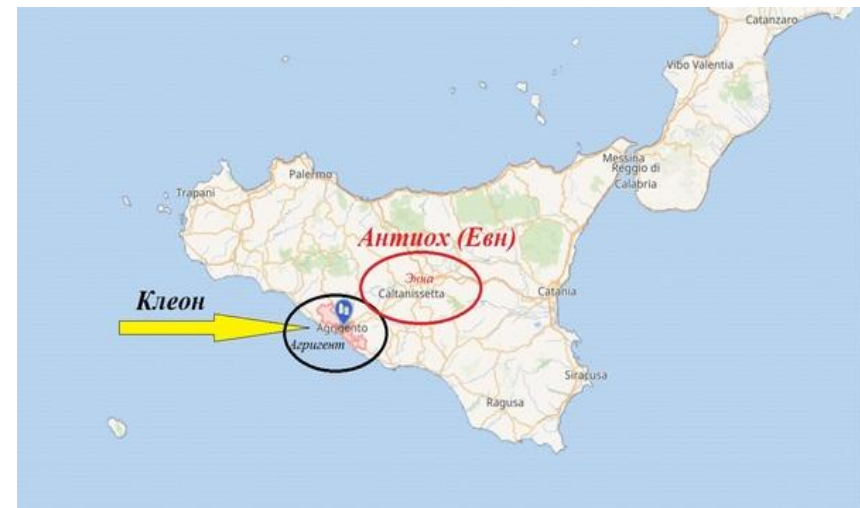 Catanzaro
Vibo Valentia
Messina
Reggio di
Calabria
Palermo
Trapani
Антиох (Евн)
Энна
Caltanissetta
Catania
Клеон
Agrigento
Агригент
Siracusa
Ragusa